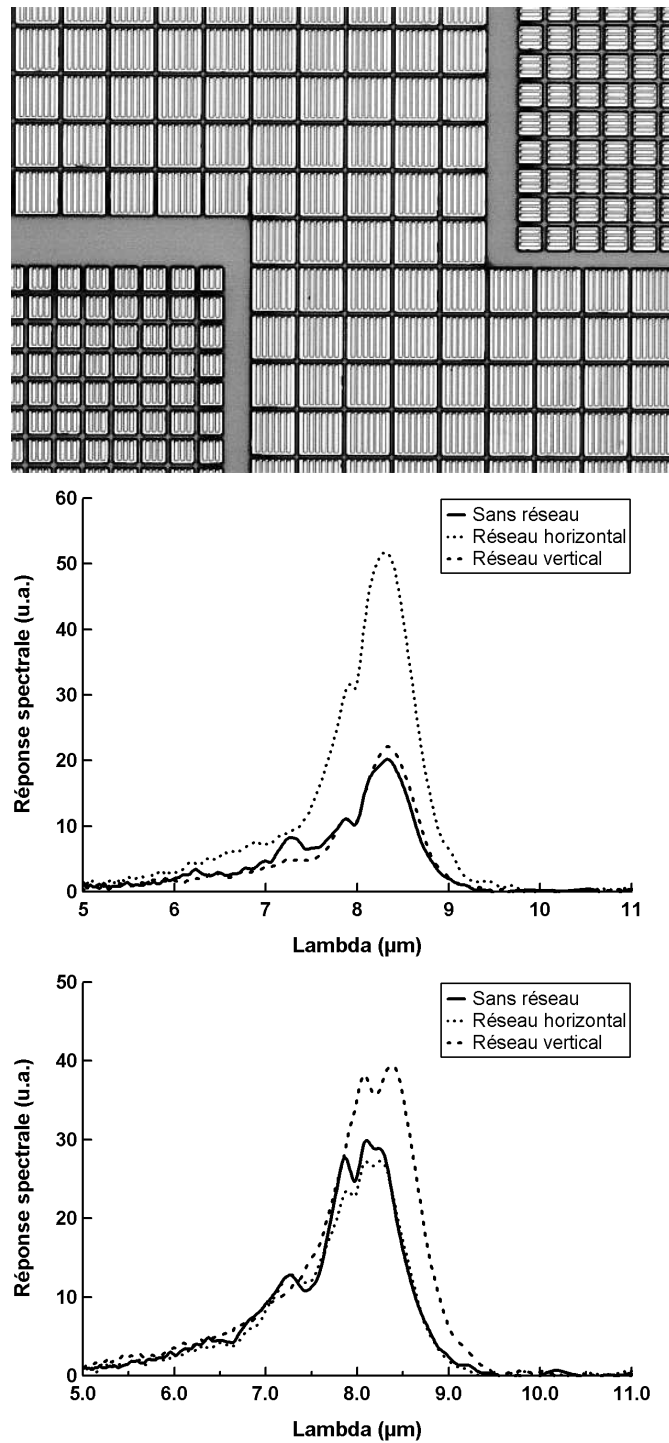 60
50
40
30
20
10
0
Réponse spectrale (u.a.)
Sans réseau
Réseau horizontal
Réseau vertical
5 6 7 8 9 10 11
Lambda (µm)
50
40
30
20
10
0
Réponse spectrale (u.a.)
Sans réseau
Réseau horizontal
Réseau vertical
5.0 6.0 7.0 8.0 9.0 10.0 11.0
Lambda (µm)